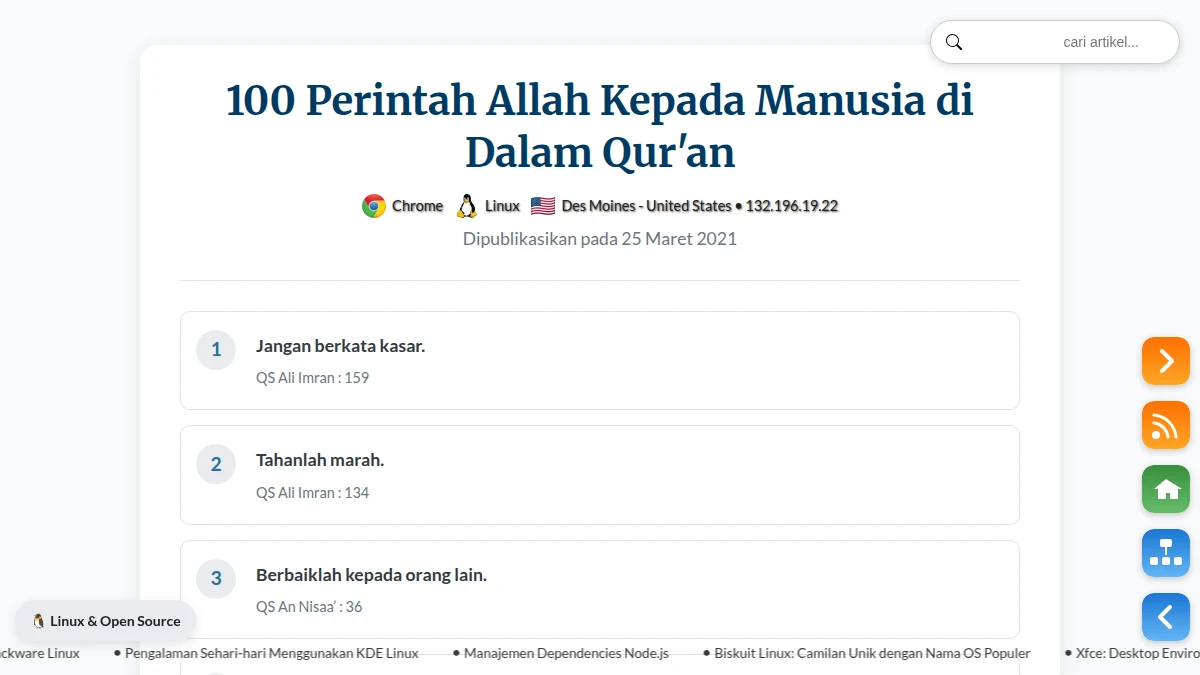 cari artikel...
100 Perintah Allah Kepada Manusia di
Dalam Qur'an
Chrome Linux Des Moines - United States • 132.196.19.22
Dipublikasikan pada 25 Maret 2021
1
Jangan berkata kasar.
QS Ali Imran : 159
2
Tahanlah marah.
QS Ali Imran : 134
3
Berbaiklah kepada orang lain.
QS An Nisaa' : 36
Linux & Open Source
ckware Linux • Pengalaman Sehari-hari Menggunakan KDE Linux • Manajemen Dependencies Node.js • Biskuit Linux: Camilan Unik dengan Nama OS Populer • Xfce: Desktop Enviro